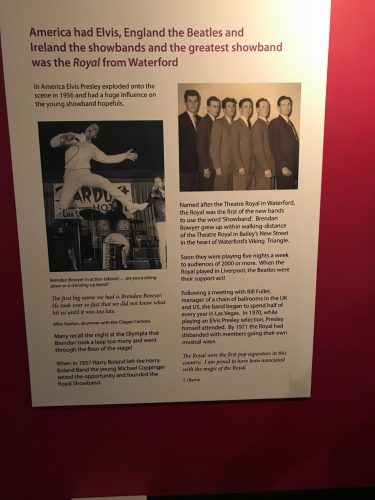 America had Elvis, England the Beatles and
Ireland the showbands and the greatest showband
was the Royal from Waterford
In America Elvis Presley exploded onto the
scene in 1956 and had a huge influence on
the young showband hopefuls.
STARDUST
HOTEL
Brendan Bowyer in action (above) ... are you a sitting-
down or a standing-up band?
The first big name we had is Brendan Bowyer.
He took over so fast that we did not know what
hit us until it was too late.
Mike Hanlon, drummer with the Clipper Carltons
Many recall the night at the Olympia that
Brendan took a leap too many and went
through the floor of the stage!
When in 1957 Harry Boland left the Harry
Boland Band the young Michael Coppinger
seized the opportunity and founded the
Royal Showband.
Named after the Theatre Royal in Waterford,
the Royal was the first of the new bands
to use the word 'Showband'. Brendan
Bowyer grew up within walking-distance
of the Theatre Royal in Bailey's New Street
in the heart of Waterford's Viking Triangle.
Soon they were playing five nights a week
to audiences of 2000 or more. When the
Royal played in Liverpool, the Beatles were
their support act!
Following a meeting with Bill Fuller,
manager of a chain of ballrooms in the UK
and US, the band began to spend half of
every year in Las Vegas. In 1970, while
playing an Elvis Presley selection, Presley
himself attended. By 1971 the Royal had
disbanded with members going their own
musical ways.
The Royal were the first pop superstars in this
country. I am proud to have been associated
with the magic of the Royal.
T J Byrne